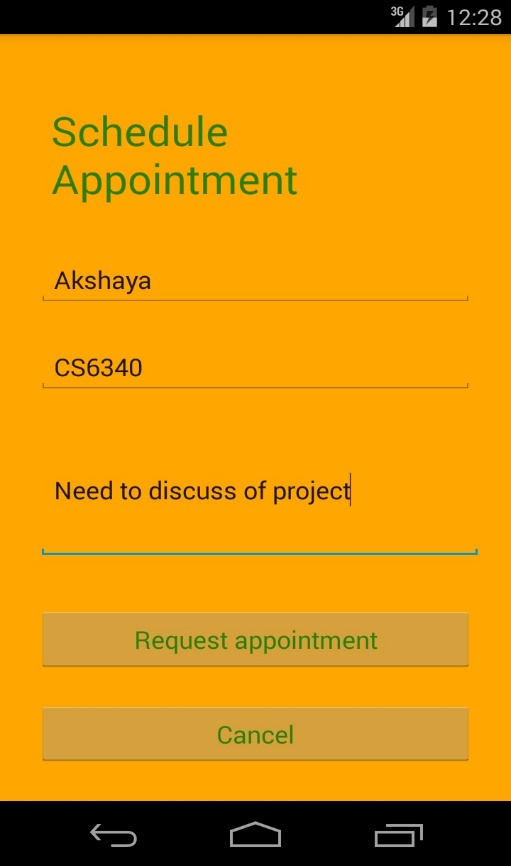 3G 12:28
Schedule
Appointment
Akshaya
CS6340
Need to discuss of project
Request appointment
Cancel